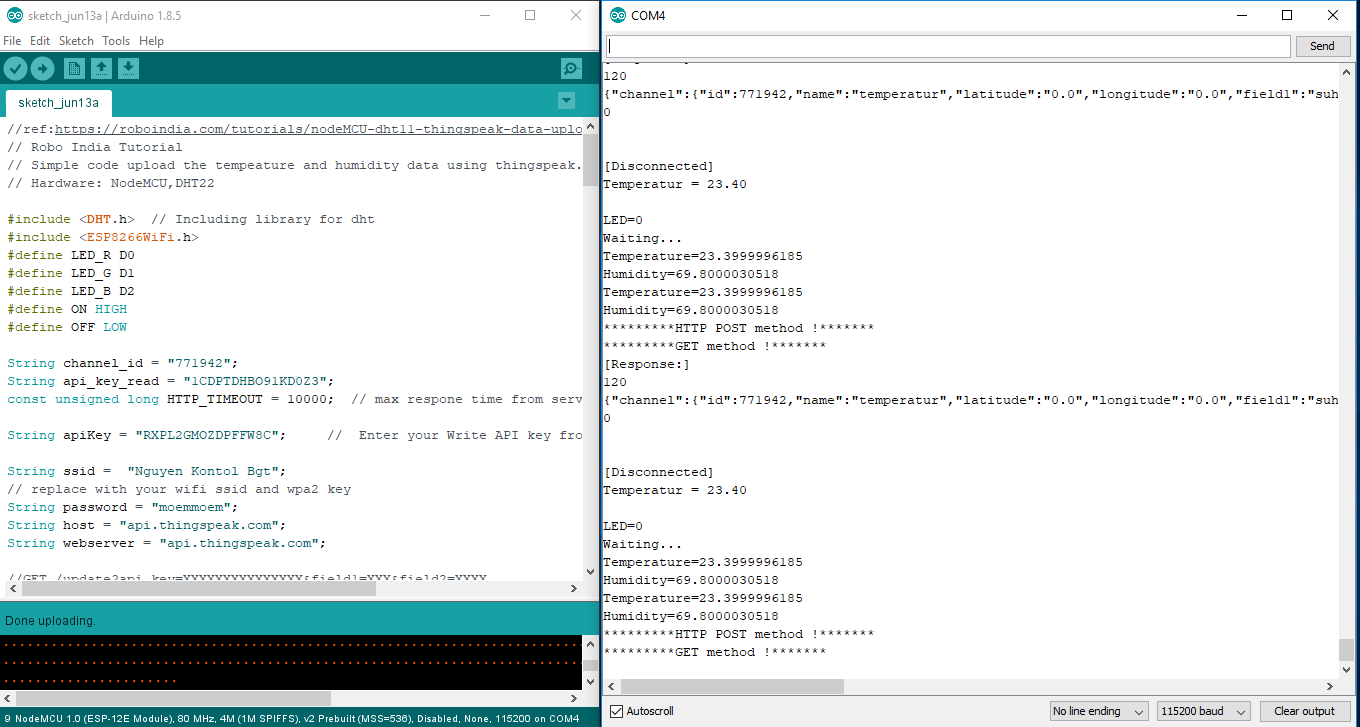 sketch_jun13a | Arduino 1.8.5
File Edit Sketch Tools Help
sketch_jun13a
//ref:https://roboindia.com/tutorials/nodeMCU-dht11-thingspeak-data-uplo
// Robo India Tutorial
// Simple code upload the tempeature and humidity data using thingspeak.
// Hardware: NodeMCU,DHT22
#include <DHT.h>  // Including library for dht
#include <ESP8266WiFi.h>
#define LED_R D0
#define LED_G D1
#define LED_B D2
#define ON HIGH
#define OFF LOW
String channel_id = "771942";
String api_key_read = "1CDPTDHBO91KD0Z3";
const unsigned long HTTP_TIMEOUT = 10000;  // max respone time from serv
String apiKey = "RXPL2GMOZDPFFW8C";     //  Enter your Write API key fro
String ssid =  "Nguyen Kontol Bgt";
// replace with your wifi ssid and wpa2 key
String password = "moemmoem";
String host = "api.thingspeak.com";
String webserver = "api.thingspeak.com";
Done uploading.
9 NodeMCU 1.0 (ESP-12E Module), 80 MHz, 4M (1M SPIFFS), v2 Prebuilt (MSS=536), Disabled, None, 115200 on COM4
COM4
Send
120
{"channel":{"id":771942,"name":"temperatur","latitude":"0.0","longitude":"0.0","field1":"suh
0
[Disconnected]
Temperatur = 23.40
LED=0
Waiting...
Temperature=23.3999996185
Humidity=69.8000030518
Temperature=23.3999996185
Humidity=69.8000030518
*********HTTP POST method !*******
*********GET method !*******
[Response:]
120
{"channel":{"id":771942,"name":"temperatur","latitude":"0.0","longitude":"0.0","field1":"suh
0
[Disconnected]
Temperatur = 23.40
LED=0
Waiting...
Temperature=23.3999996185
Humidity=69.8000030518
Temperature=23.3999996185
Humidity=69.8000030518
*********HTTP POST method !*******
*********GET method !*******
Autoscroll
No line ending
115200 baud
Clear output